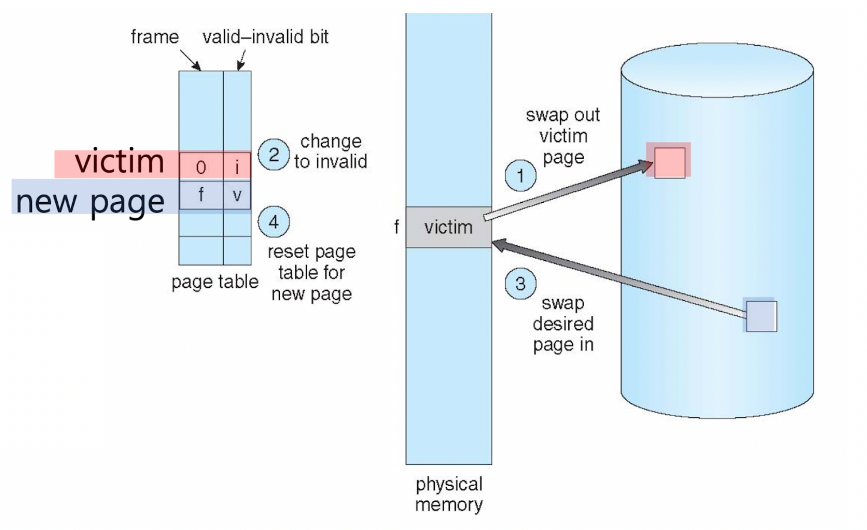 frame valid–invalid bit
victim 0 i
new page f v
2 change
to invalid
4
reset page
table for
new page
page table
swap out
victim
page
1
f victim
3
swap
desired
page in
physical
memory